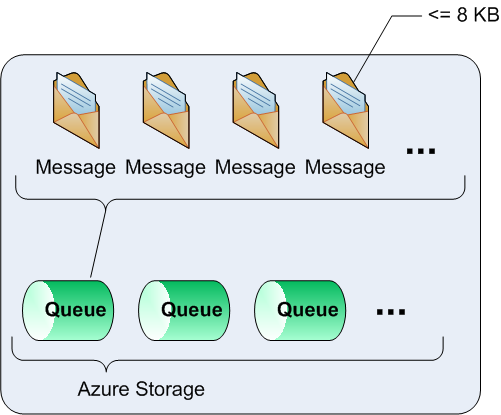 <= 8 KB
Message Message Message Message ...
Queue Queue Queue ...
Azure Storage